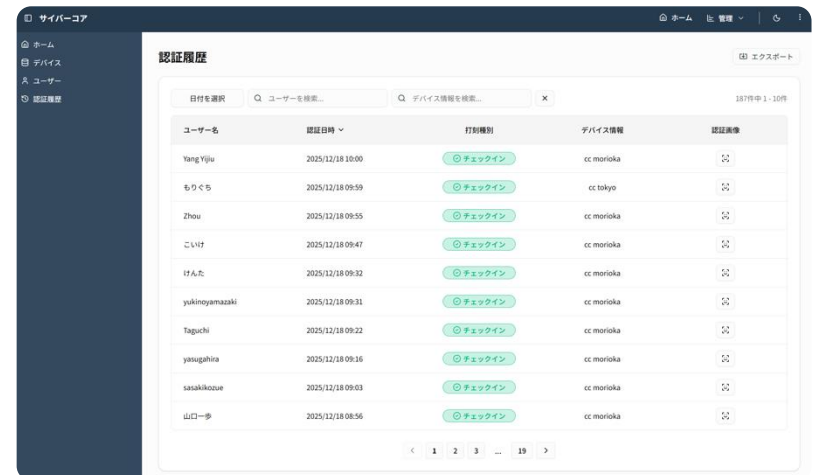 サイバーコア
ホーム 管理
ホーム
デバイス
ユーザー
認証履歴
認証履歴
エクスポート
日付を選択 ユーザーを検索... デバイス情報を検索... 187件中 1 - 10件
ユーザー名 認証日時 打刻種別 デバイス情報 認証画像
Yang Yijiu 2025/12/18 10:00 チェックイン cc morioka
もりぐち 2025/12/18 09:59 チェックイン cc tokyo
Zhou 2025/12/18 09:55 チェックイン cc morioka
こいけ 2025/12/18 09:47 チェックイン cc morioka
けんた 2025/12/18 09:32 チェックイン cc morioka
yukinoyamazaki 2025/12/18 09:31 チェックイン cc morioka
Taguchi 2025/12/18 09:22 チェックイン cc morioka
yasugahira 2025/12/18 09:16 チェックイン cc morioka
sasakikozue 2025/12/18 09:03 チェックイン cc morioka
山口一歩 2025/12/18 08:56 チェックイン cc morioka
1 2 3 ... 19